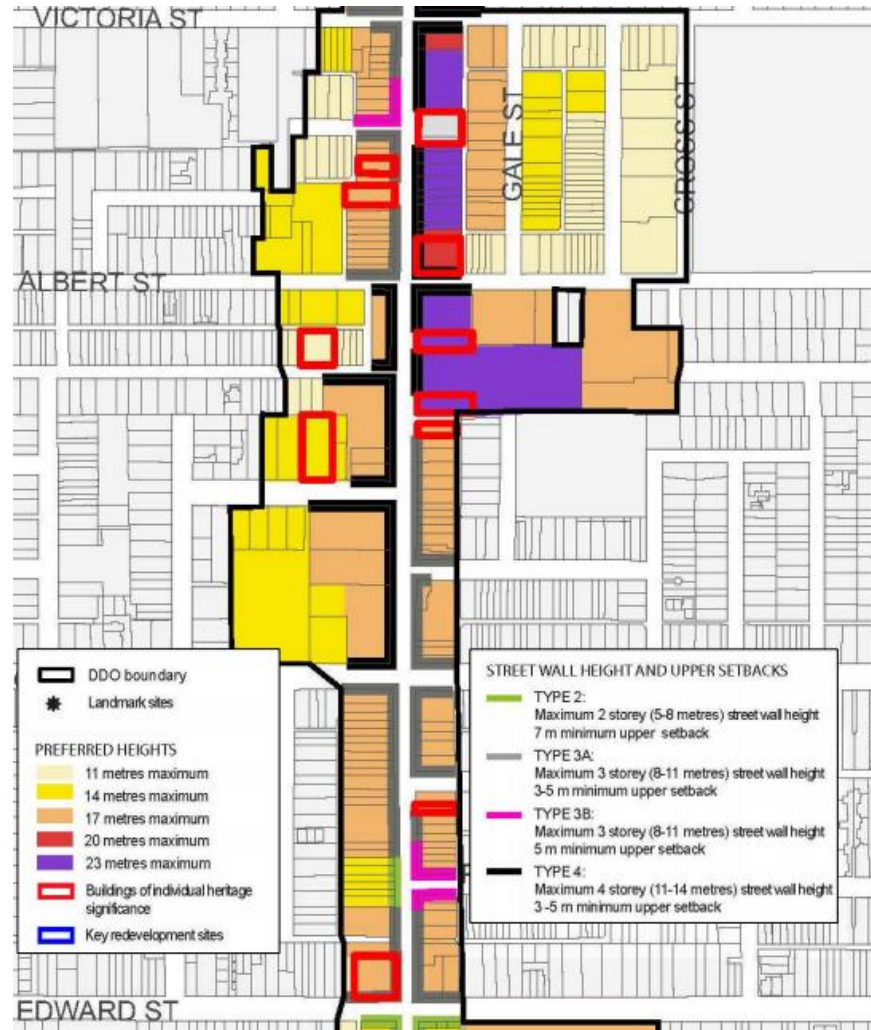 VICTORIA ST
GALE ST
CROSS ST
ALBERT ST
DDO boundary
Landmark sites
PREFERRED HEIGHTS
11 metres maximum
14 metres maximum
17 metres maximum
20 metres maximum
23 metres maximum
Buildings of individual heritage
significance
Key redevelopment sites
STREET WALL HEIGHT AND UPPER SETBACKS
TYPE 2:
Maximum 2 storey (5-8 metres) street wall height
7 m minimum upper setback
TYPE 3A:
Maximum 3 storey (8-11 metres) street wall height
3-5 m minimum upper setback
TYPE 3B:
Maximum 3 storey (8-11 metres) street wall height
5 m minimum upper setback
TYPE 4:
Maximum 4 storey (11-14 metres) street wall height
3 -5 m minimum upper setback
EDWARD ST